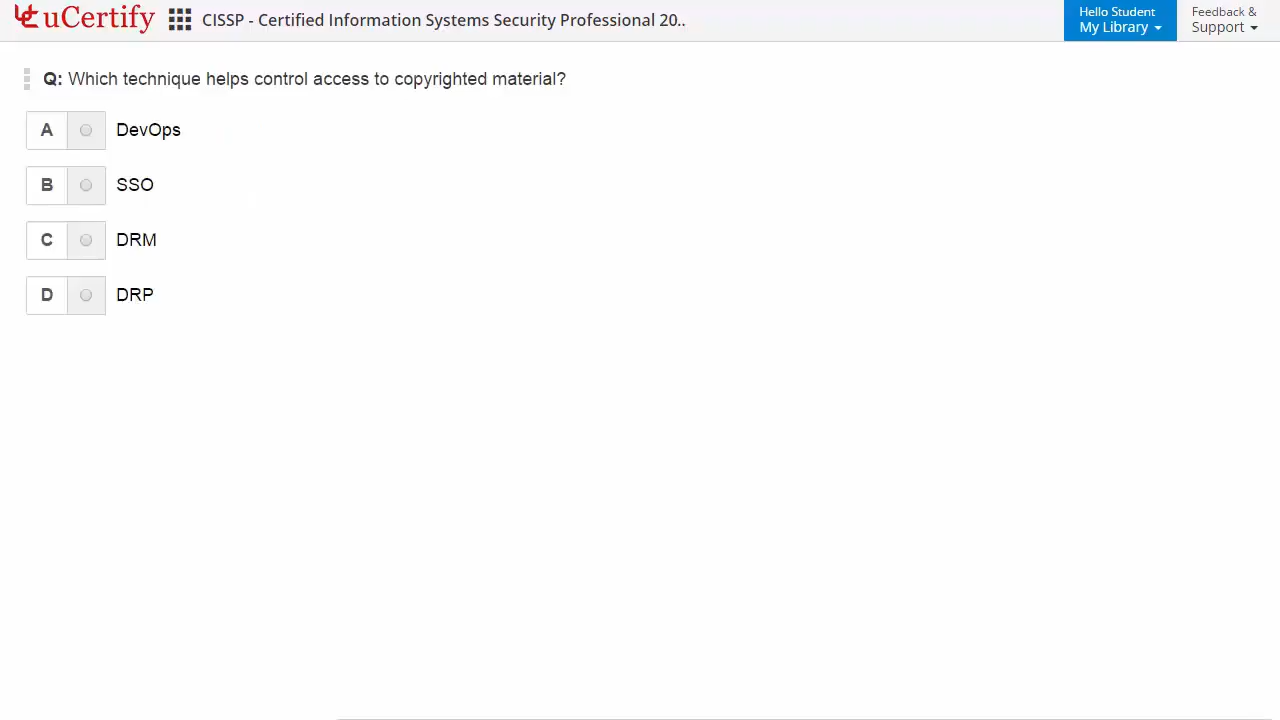 uCertify CISSP - Certified Information Systems Security Professional 20.. Hello Student Feedback &
My Library Support
Q: Which technique helps control access to copyrighted material?
A DevOps
B SSO
C DRM
D DRP